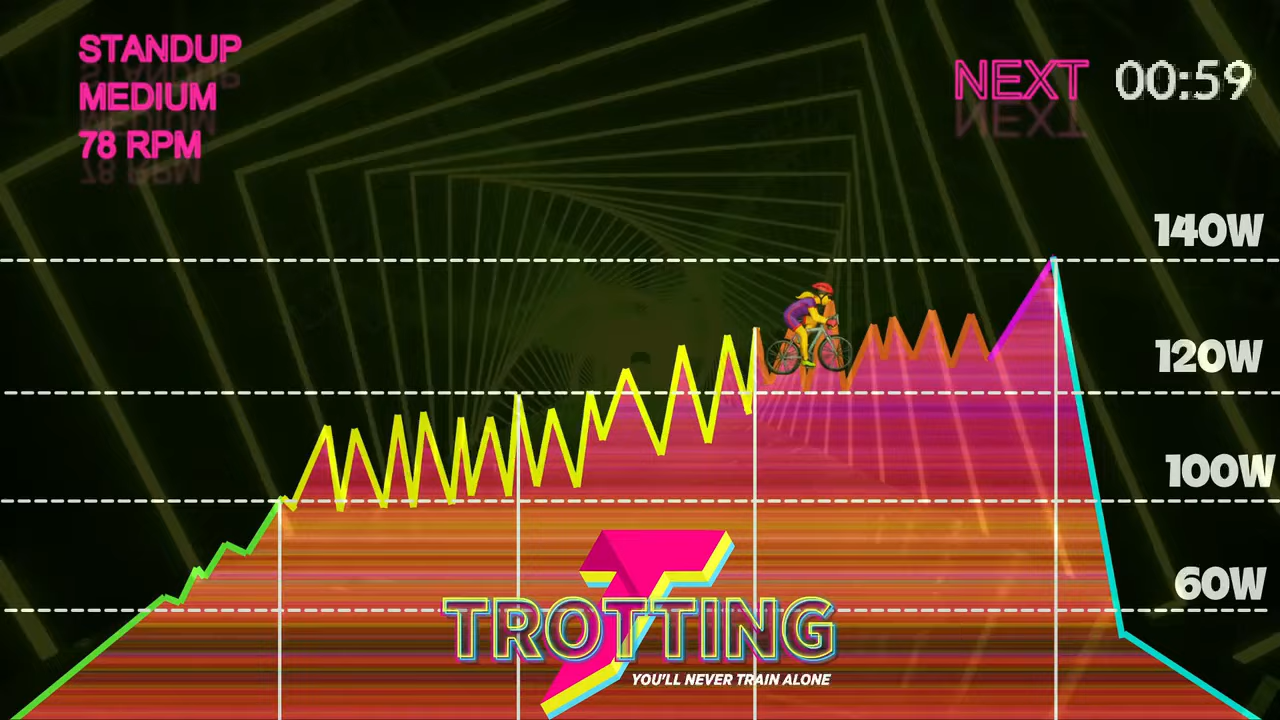 STANDUP
MEDIUM
78 RPM
NEXT 00:59
140W
120W
100W
60W
TROTTING
YOU'LL NEVER TRAIN ALONE